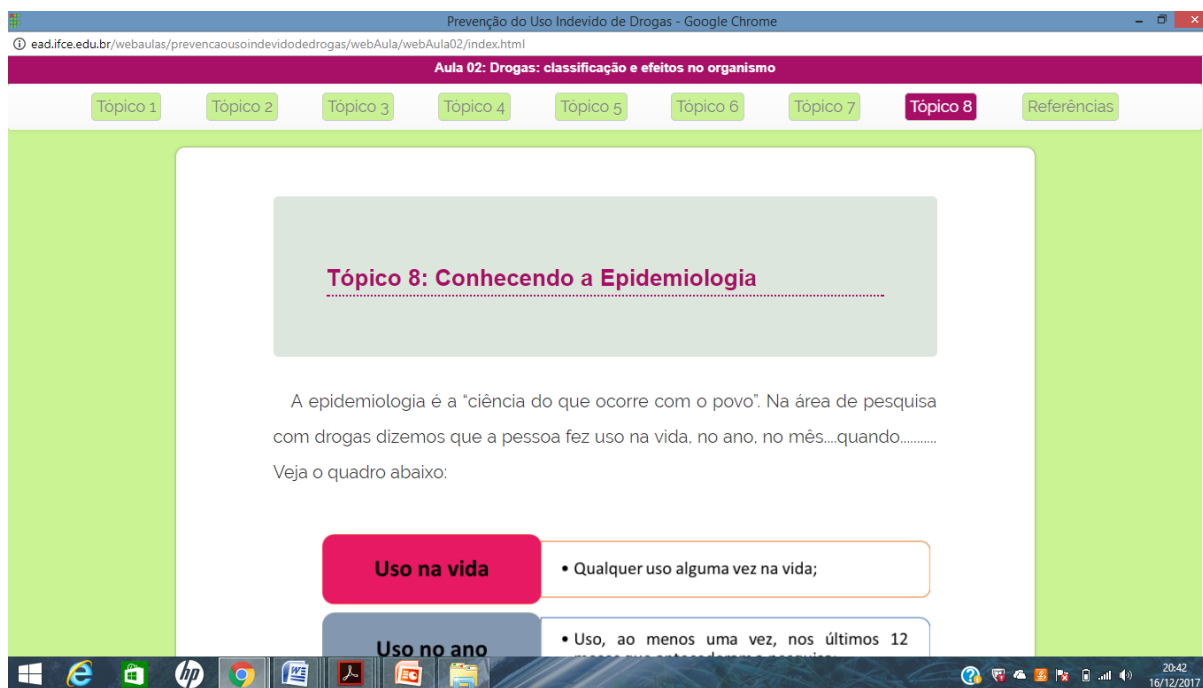 Prevenção do Uso Indevido de Drogas - Google Chrome
ead.ifce.edu.br/webaulas/prevencaousoindevidodedrogas/webAula/webAula02/index.html
Aula 02: Drogas: classificação e efeitos no organismo
Tópico 1 Tópico 2 Tópico 3 Tópico 4 Tópico 5 Tópico 6 Tópico 7 Tópico 8 Referências
Tópico 8: Conhecendo a Epidemiologia
A epidemiologia é a “ciência do que ocorre com o povo”. Na área de pesquisa
com drogas dizemos que a pessoa fez uso na vida, no ano, no mês....quando...........
Veja o quadro abaixo:
Uso na vida
• Qualquer uso alguma vez na vida;
Uso no ano
• Uso, ao menos uma vez, nos últimos 12
hp
20:42
16/12/2017